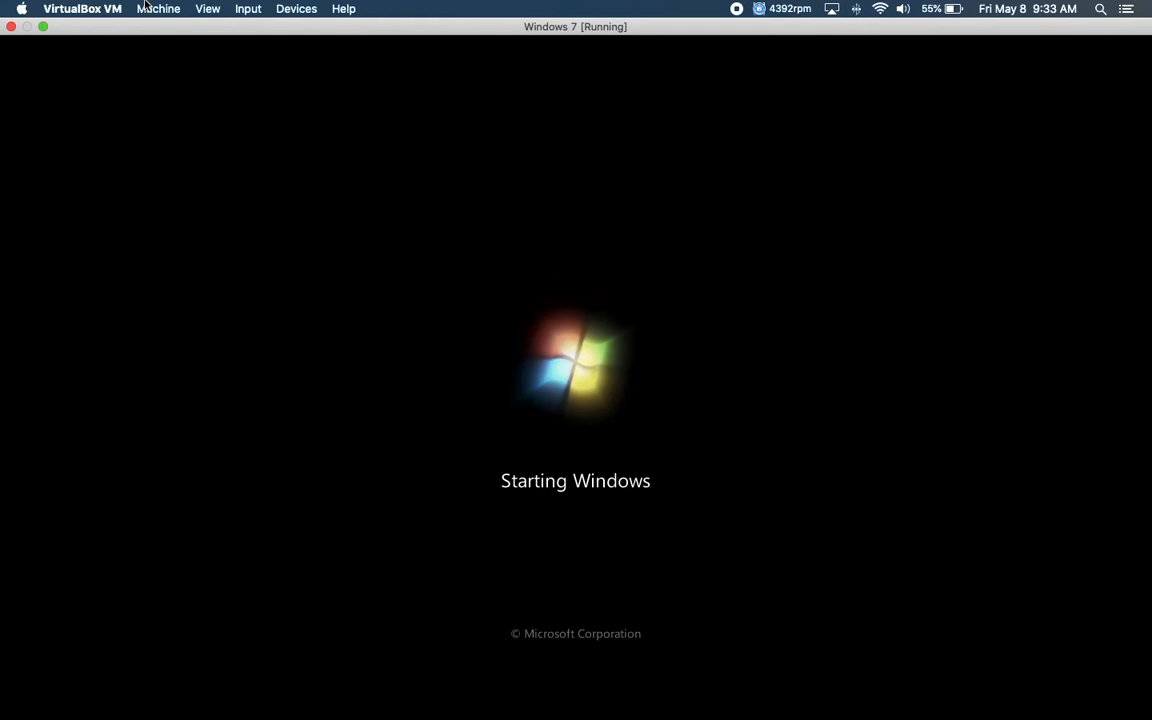 VirtualBox VM Machine View Input Devices Help 4392rpm 55% Fri May 8 9:33 AM
Windows 7 [Running]
Starting Windows
© Microsoft Corporation